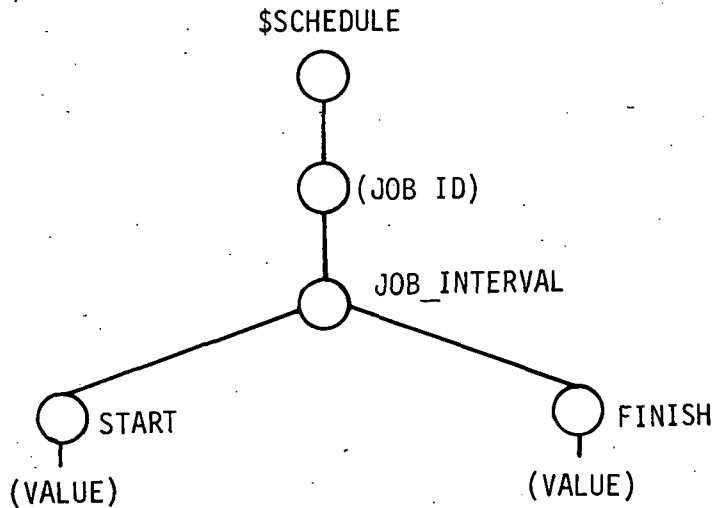 $SCHEDULE
(JOB ID)
JOB_INTERVAL
START
FINISH
(VALUE)
(VALUE)